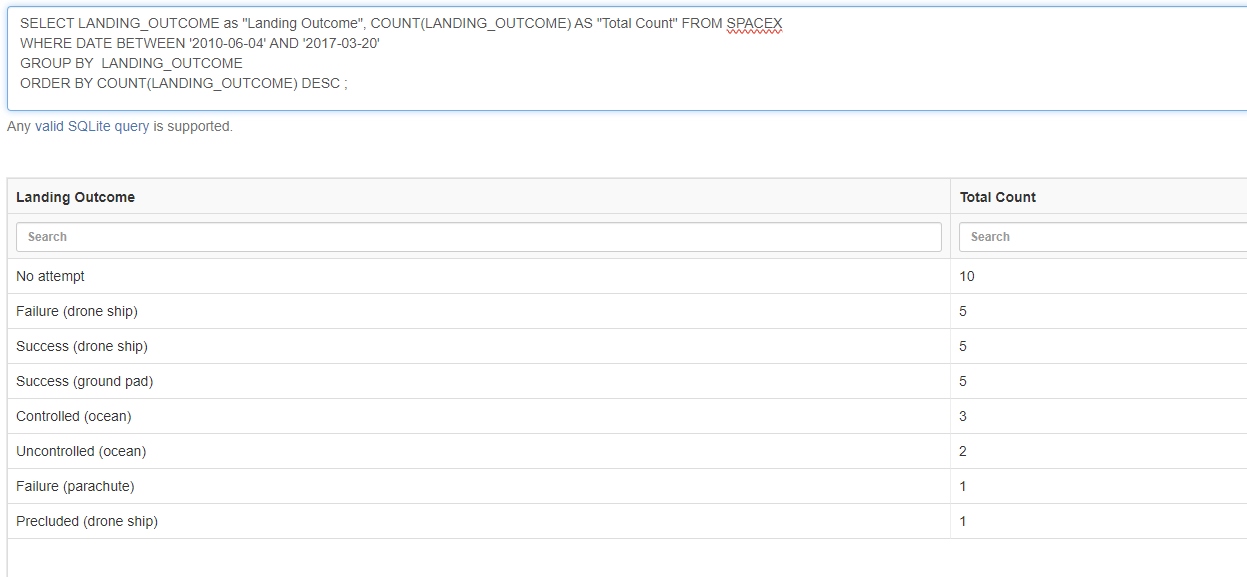 SELECT LANDING_OUTCOME as "Landing Outcome", COUNT(LANDING_OUTCOME) AS "Total Count" FROM SPACEX
WHERE DATE BETWEEN '2010-06-04' AND '2017-03-20'
GROUP BY  LANDING_OUTCOME
ORDER BY COUNT(LANDING_OUTCOME) DESC ;
Any valid SQLite query is supported.
Landing Outcome Total Count
Search Search
No attempt 10
Failure (drone ship) 5
Success (drone ship) 5
Success (ground pad) 5
Controlled (ocean) 3
Uncontrolled (ocean) 2
Failure (parachute) 1
Precluded (drone ship) 1